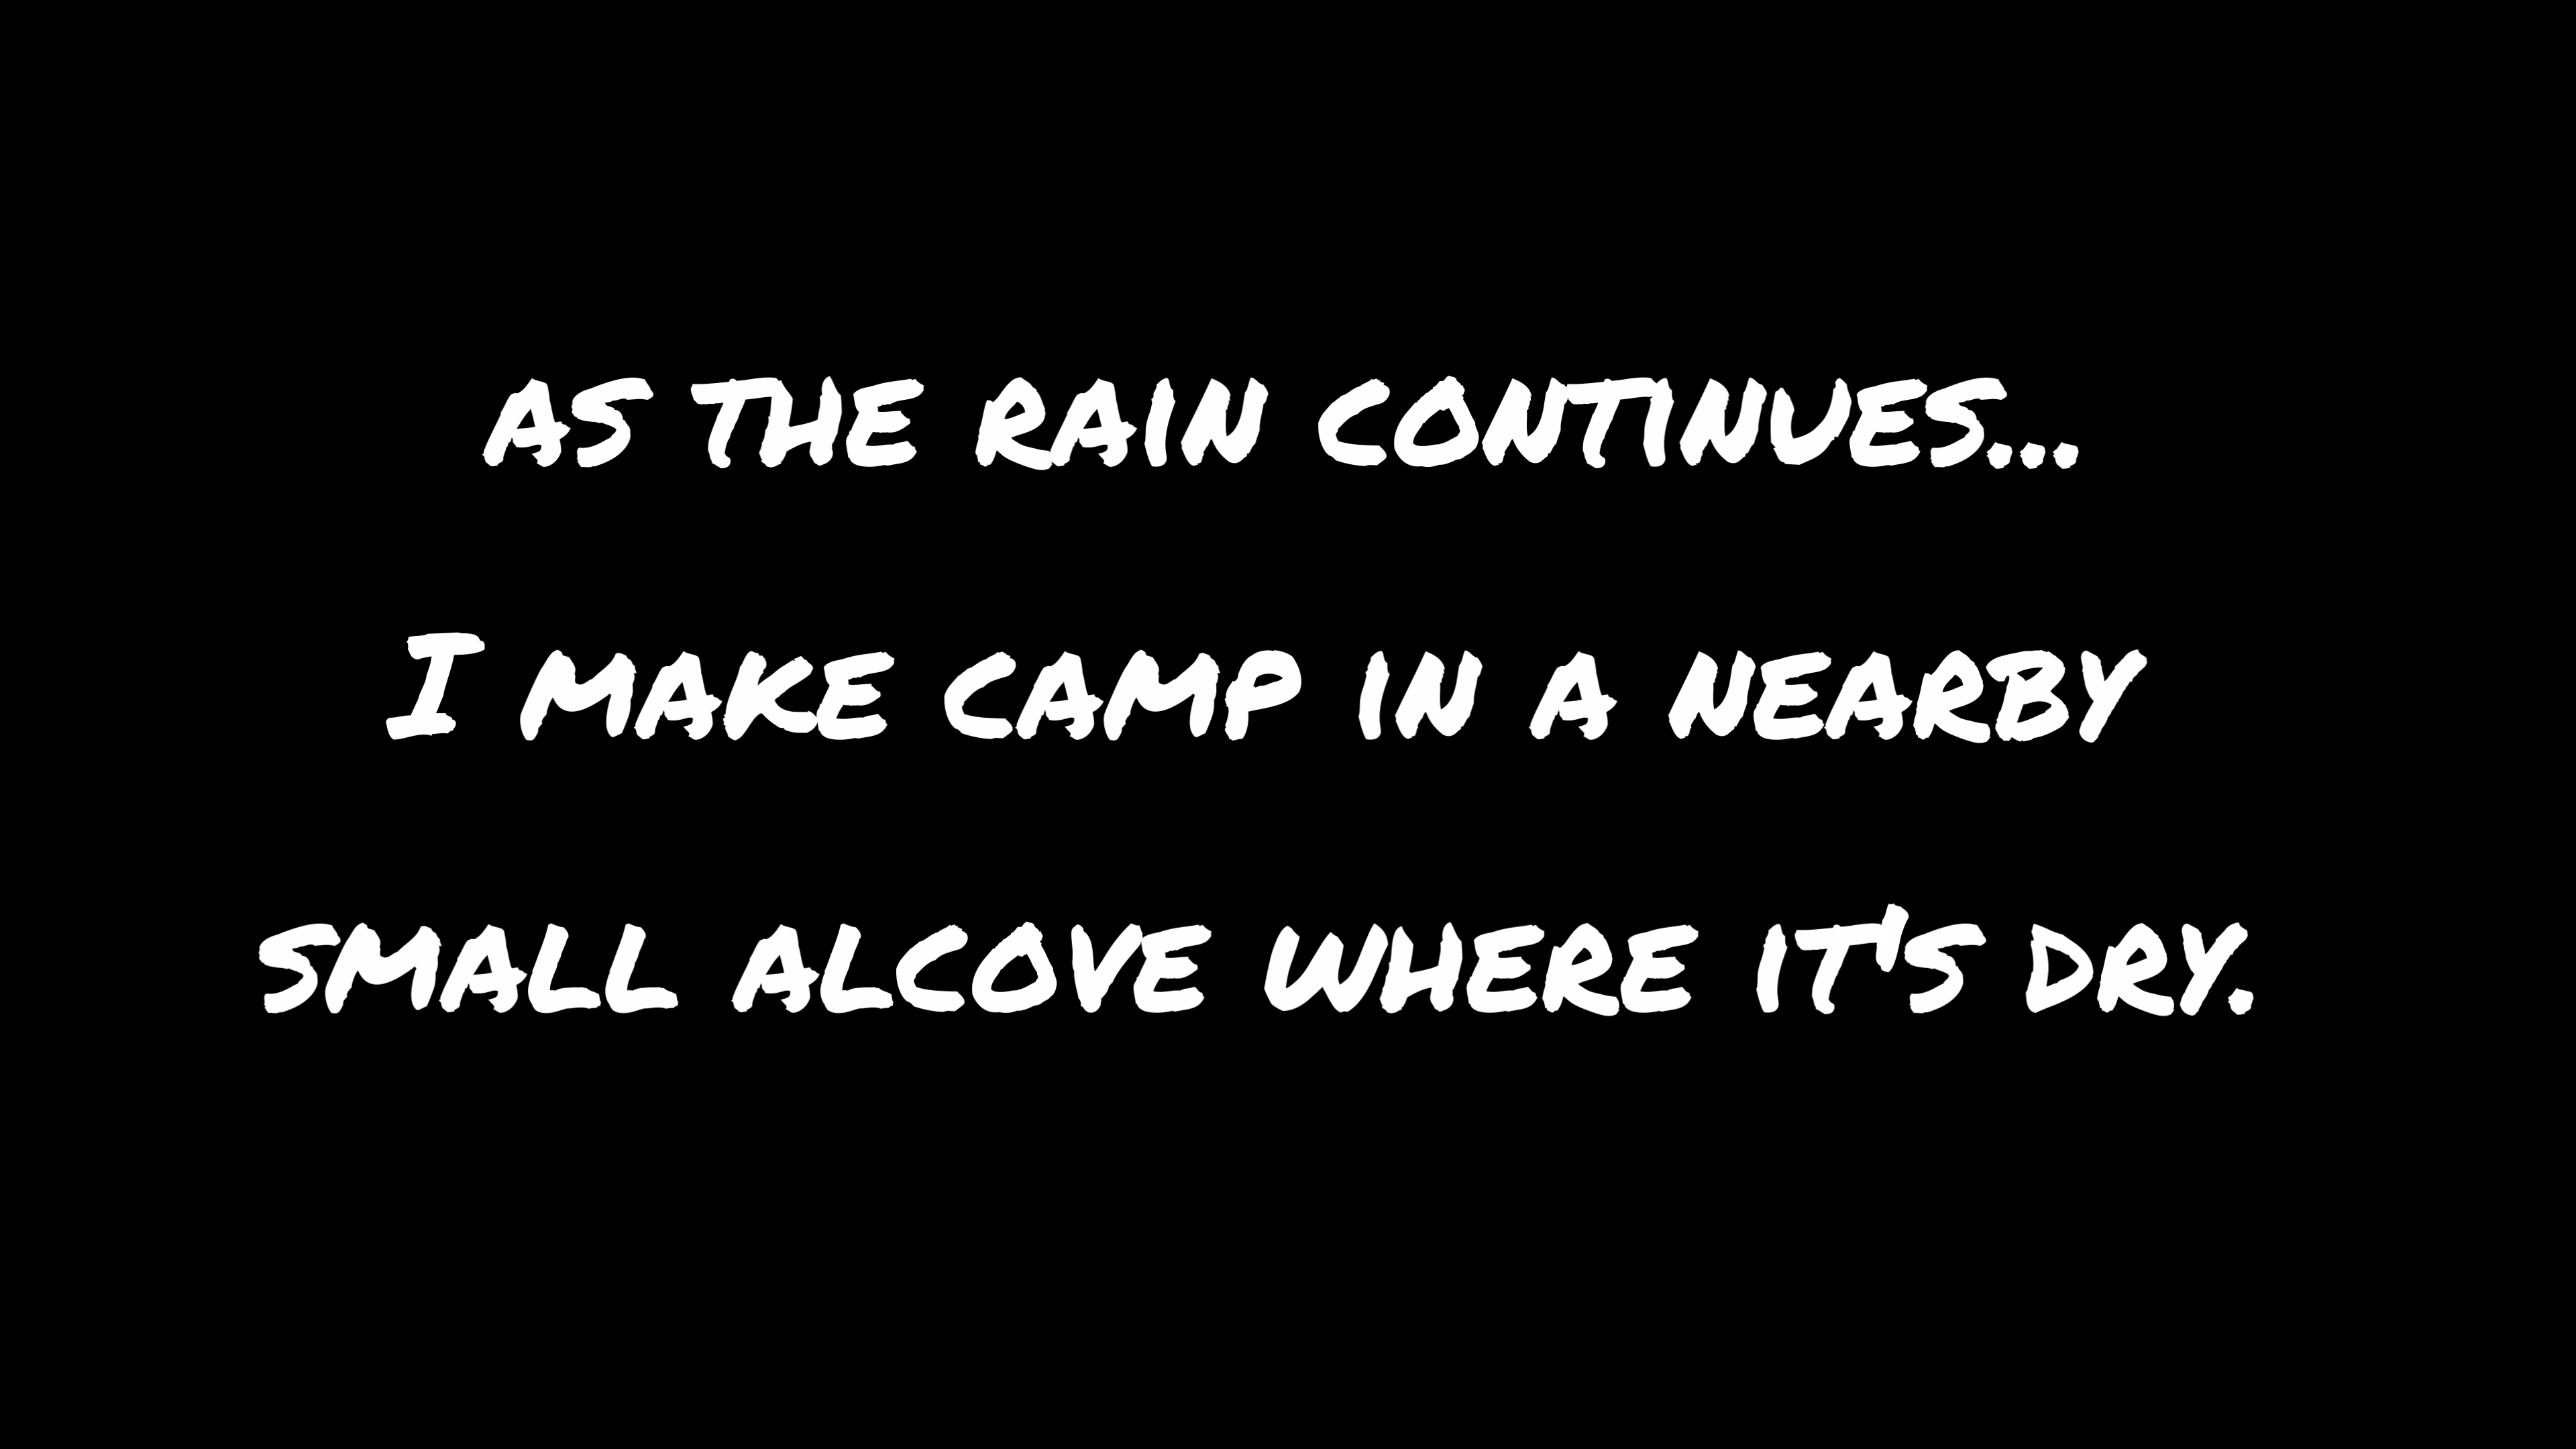 as the rain continues...
I make camp in a nearby
small alcove where it's dry.